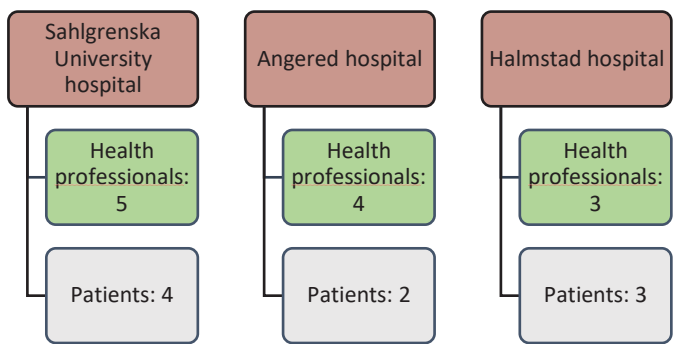 Sahlgrenska
University
hospital
Health
professionals:
5
Patients: 4
Angered hospital
Health
professionals:
4
Patients: 2
Halmstad hospital
Health
professionals:
3
Patients: 3